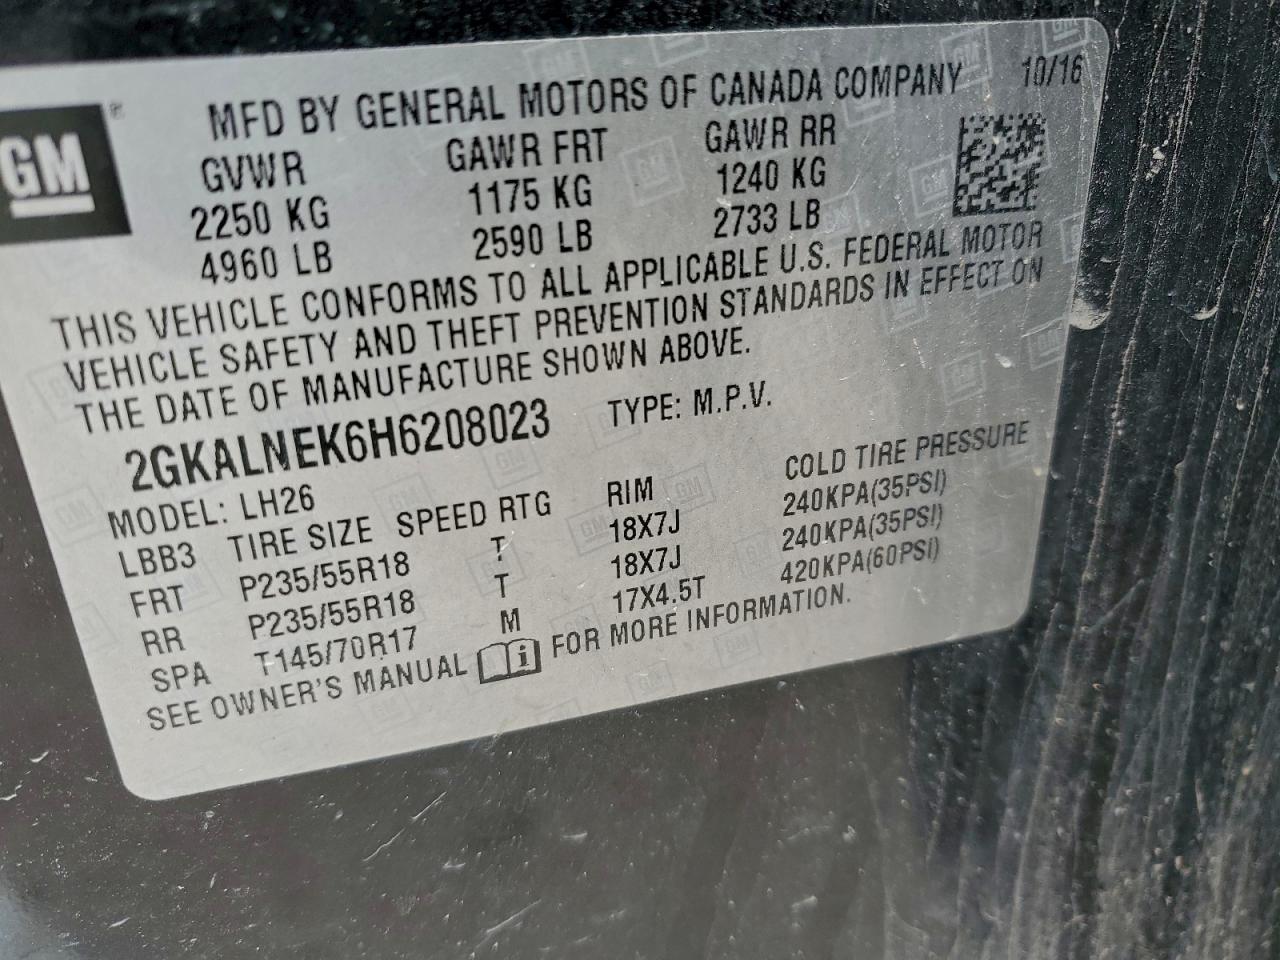 GM
®
MFD BY GENERAL MOTORS OF CANADA COMPANY 10/16
GVWR GAWR FRT GAWR RR
2250 KG 1175 KG 1240 KG
4960 LB 2590 LB 2733 LB
THIS VEHICLE CONFORMS TO ALL APPLICABLE U.S. FEDERAL MOTOR
VEHICLE SAFETY AND THEFT PREVENTION STANDARDS IN EFFECT ON
THE DATE OF MANUFACTURE SHOWN ABOVE.
2GKALNEK6H6208023 TYPE: M.P.V.
MODEL: LH26
LBB3 TIRE SIZE SPEED RTG RIM COLD TIRE PRESSURE
FRT P235/55R18 T 18X7J 240KPA(35PSI)
RR P235/55R18 T 18X7J 240KPA(35PSI)
SPA T145/70R17 M 17X4.5T 420KPA(60PSI)
SEE OWNER'S MANUAL i FOR MORE INFORMATION.